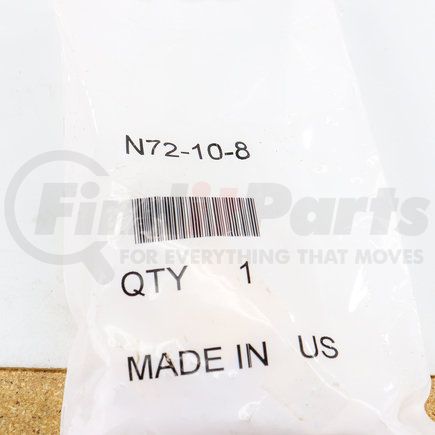 N72-10-8
FinditParts
FOR EVERYTHING THAT MOVES
QTY 1
MADE IN US